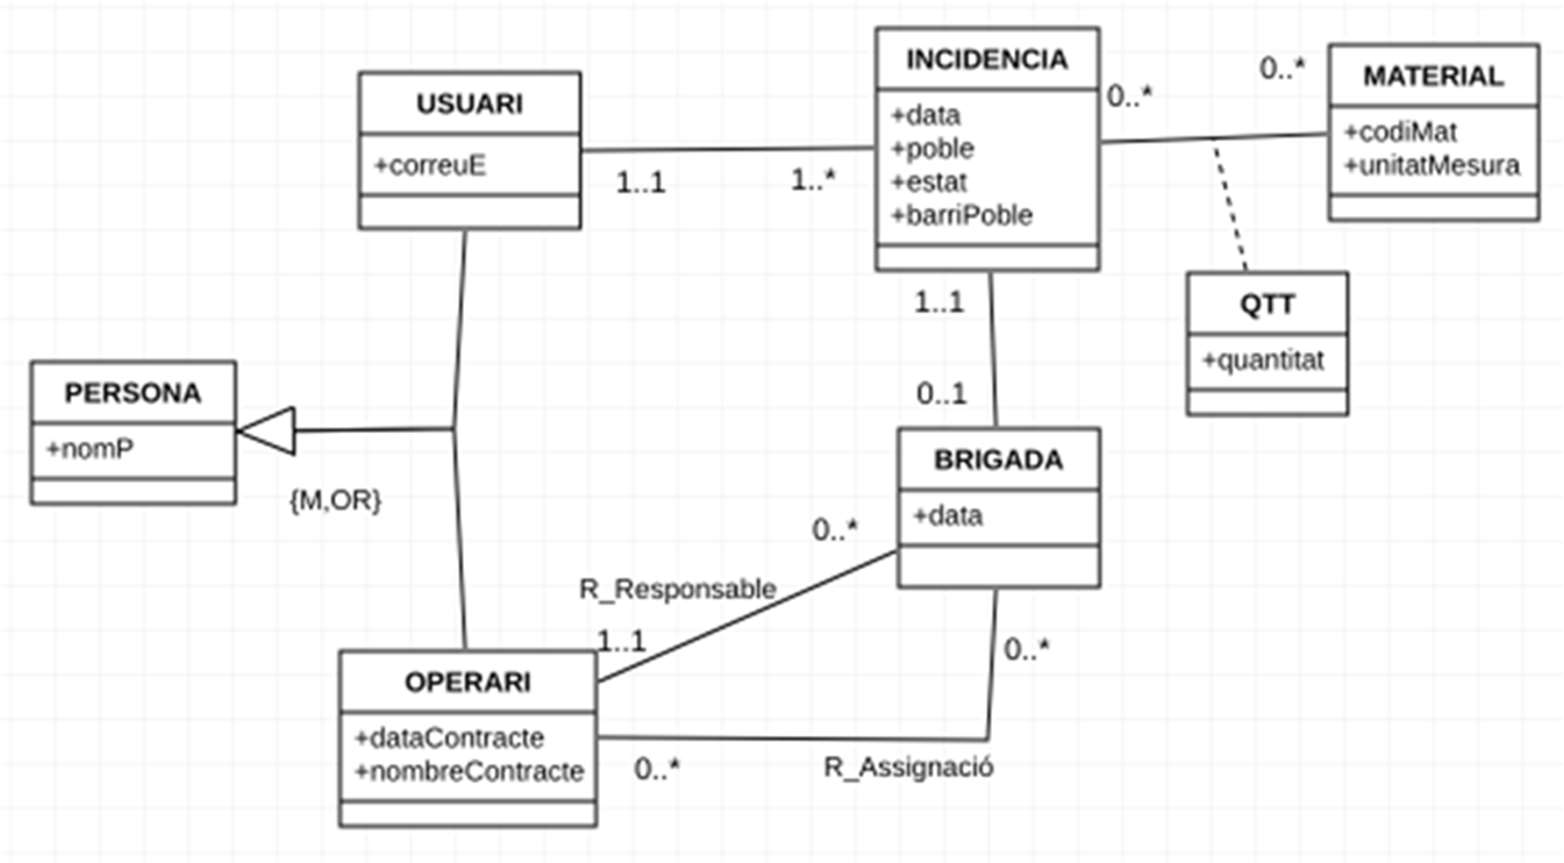 USUARI
+correuE
1..1
1..*
INCIDENCIA
+data
+poble
+estat
+barriPoble
0..*
0..*
MATERIAL
+codiMat
+unitatMesura
QTT
+quantitat
1..1
0..1
PERSONA
+nomP
{M,OR}
BRIGADA
+data
0..*
R_Responsable
1..1
0..*
OPERARI
+dataContracte
+nombreContracte
0..*
R_Assignació